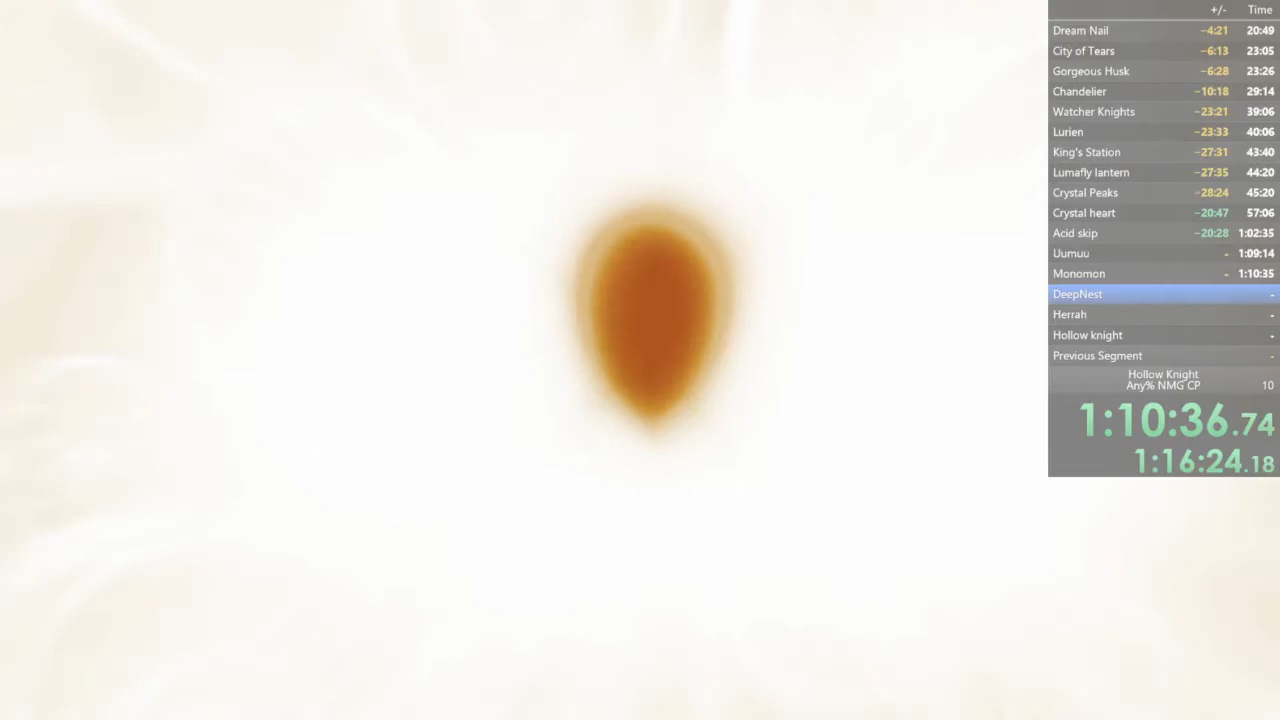 +/- Time
Dream Nail −4:21 20:49
City of Tears −6:13 23:05
Gorgeous Husk −6:28 23:26
Chandelier −10:18 29:14
Watcher Knights −23:21 39:06
Lurien −23:33 40:06
King's Station −27:31 43:40
Lumafly lantern −27:35 44:20
Crystal Peaks −28:24 45:20
Crystal heart −20:47 57:06
Acid skip −20:28 1:02:35
Uumuu - 1:09:14
Monomon - 1:10:35
DeepNest -
Herrah -
Hollow knight -
Previous Segment -
Hollow Knight
Any% NMG CP 10
1:10:36.74
1:16:24.18